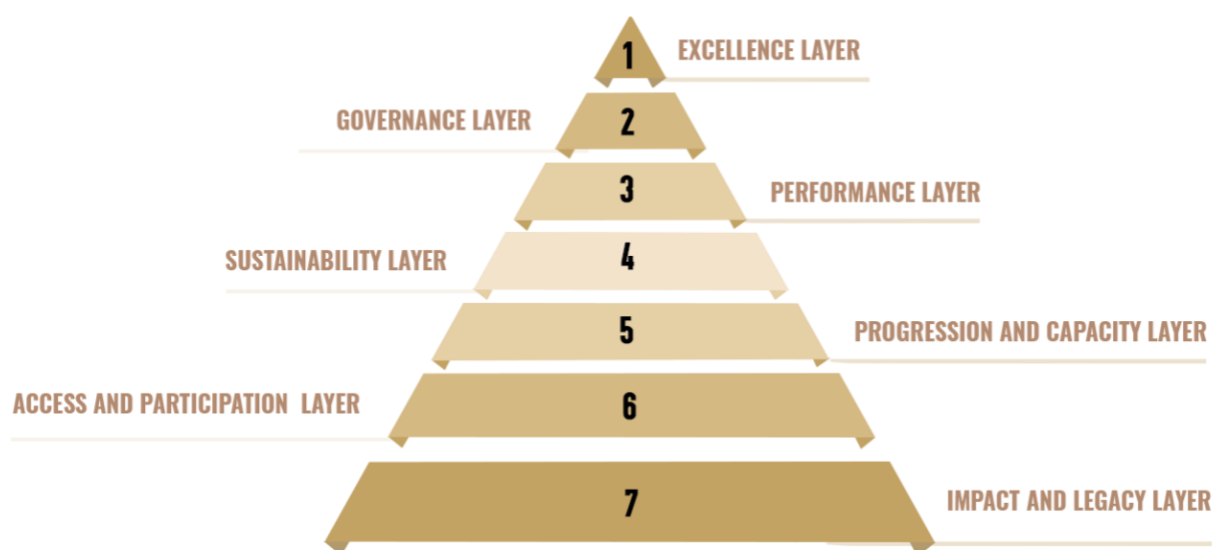 1
EXCELLENCE LAYER
GOVERNANCE LAYER
2
3
PERFORMANCE LAYER
SUSTAINABILITY LAYER
4
5
PROGRESSION AND CAPACITY LAYER
ACCESS AND PARTICIPATION LAYER
6
7
IMPACT AND LEGACY LAYER